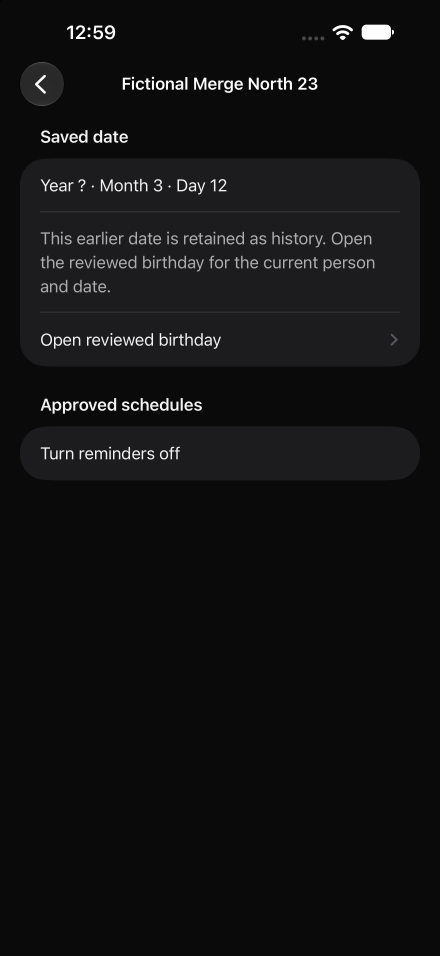 12:59
Fictional Merge North 23
Saved date
Year ? · Month 3 · Day 12
This earlier date is retained as history. Open
the reviewed birthday for the current person
and date.
Open reviewed birthday
Approved schedules
Turn reminders off